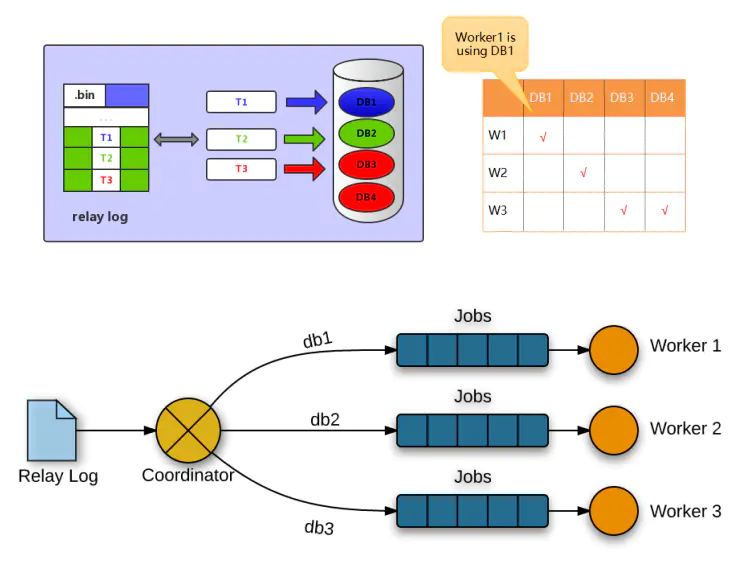 Worker1 is
using DB1
.bin
...
T1
T2
T3
relay log
T1
T2
T3
DB1
DB2
DB3
DB4
DB1 DB2 DB3 DB4
W1 √
W2 √
W3 √ √
Jobs
db1
Worker 1
Jobs
db2
Worker 2
Relay Log
Coordinator
Jobs
db3
Worker 3